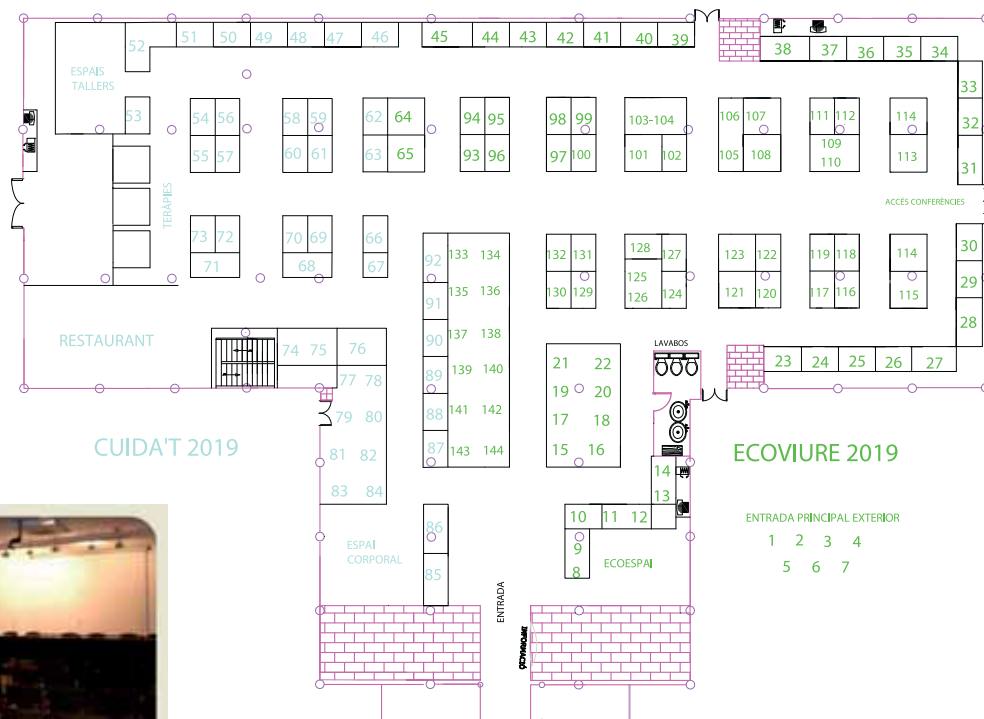 51 50 49 48 47 46 45 44 43 42 41 40 39
52
38 37 36 35 34
ESPAIS
TALLERS
33
53
54 56 58 59 62 64 94 95 98 99 103-104 106 107 111 112 114 32
55 57 60 61 63 65 93 96 97 100 101 102 105 108 109 113
110
31
TERÀPIES
ACCÉS CONFERÈNCIES
73 72 70 69 66 92 133 134 132 131 128 127 123 122 119 118 114 30
71 68 67
91 135 136 130 129 125 124 121 120 117 116 115 29
126
28
RESTAURANT
90 137 138
LAVABOS
74 75 76
21 22
23 24 25 26 27
77 78 89 139 140
19 20
79 80 88 141 142
17 18
CUIDA'T 2019
81 82 87 143 144
15 16
ECOVIURE 2019
83 84
14
13
86
10 11 12
ENTRADA PRINCIPAL EXTERIOR
1 2 3 4
5 6 7
ESPAI
CORPORAL
85
9
8
ECOESPAI
ENTRADA
INFORMACIÓ